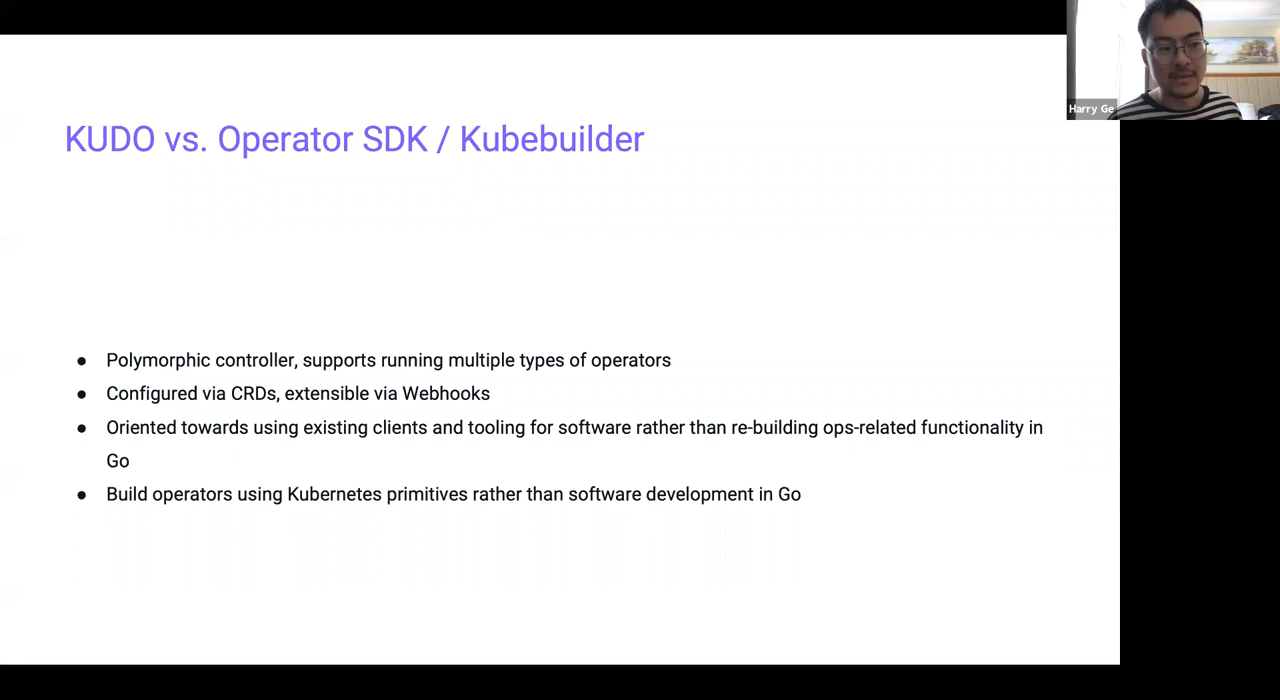 Harry Ge
KUDO vs. Operator SDK / Kubebuilder
● Polymorphic controller, supports running multiple types of operators
● Configured via CRDs, extensible via Webhooks
● Oriented towards using existing clients and tooling for software rather than re-building ops-related functionality in
Go
● Build operators using Kubernetes primitives rather than software development in Go